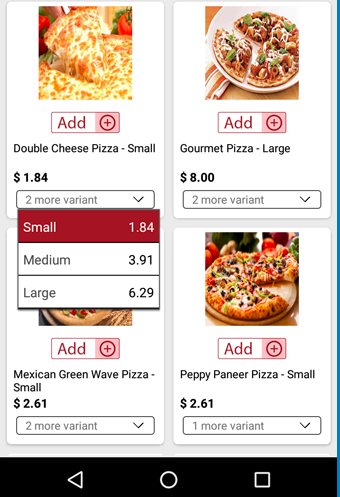 Add
Add
Double Cheese Pizza - Small
Gourmet Pizza - Large
$ 1.84
$ 8.00
2 more variant
2 more variant
Small 1.84
Medium 3.91
Large 6.29
Add
Add
Mexican Green Wave Pizza -
Small
Peppy Paneer Pizza - Small
$ 2.61
$ 2.61
2 more variant
1 more variant